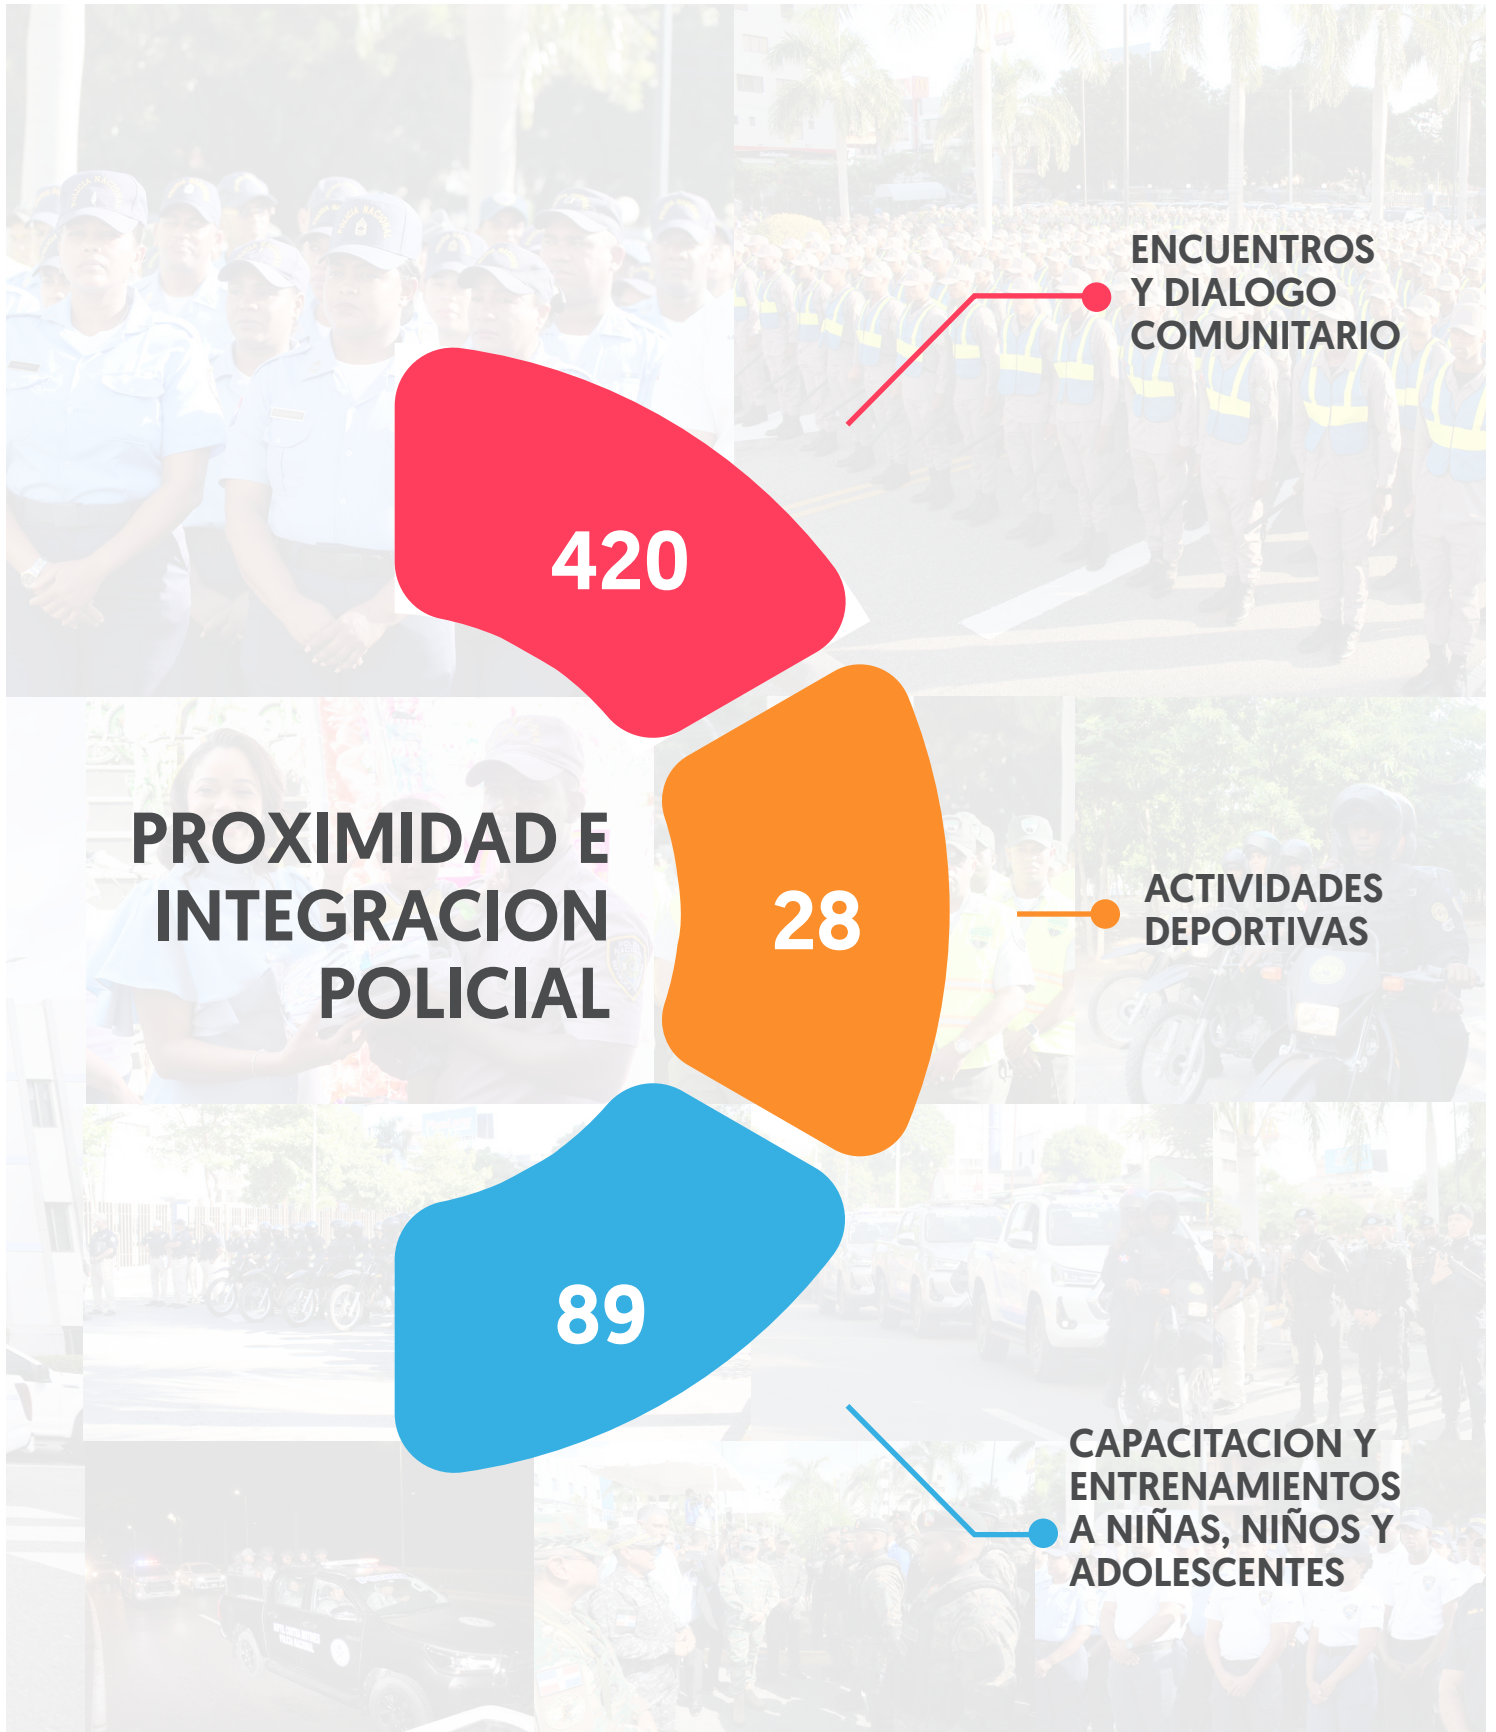 ENCUENTROS
Y DIALOGO
COMUNITARIO
420
PROXIMIDAD E
INTEGRACION
POLICIAL
28
ACTIVIDADES
DEPORTIVAS
89
CAPACITACION Y
ENTRENAMIENTOS
A NIÑAS, NIÑOS Y
ADOLESCENTES